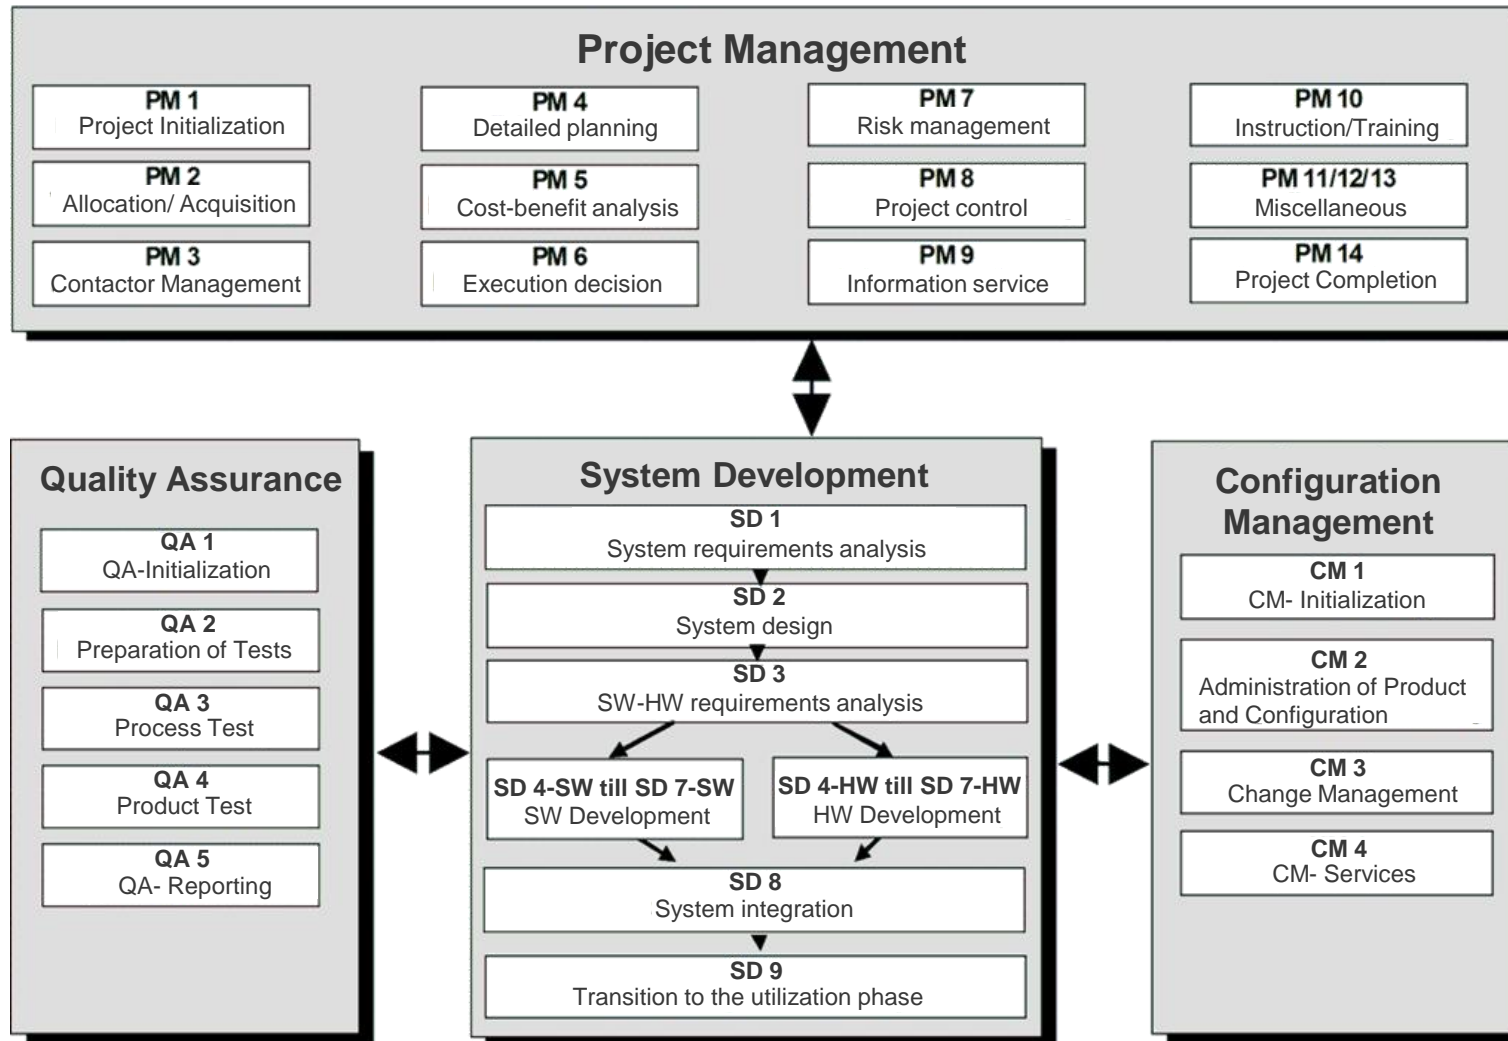 Project Management
PM 1
Project Initialization
PM 2
Allocation/ Acquisition
PM 3
Contactor Management
PM 4
Detailed planning
PM 5
Cost-benefit analysis
PM 6
Execution decision
PM 7
Risk management
PM 8
Project control
PM 9
Information service
PM 10
Instruction/Training
PM 11/12/13
Miscellaneous
PM 14
Project Completion
Quality Assurance
QA 1
QA-Initialization
QA 2
Preparation of Tests
QA 3
Process Test
QA 4
Product Test
QA 5
QA- Reporting
System Development
SD 1
System requirements analysis
SD 2
System design
SD 3
SW-HW requirements analysis
SD 4-SW till SD 7-SW
SW Development
SD 4-HW till SD 7-HW
HW Development
SD 8
System integration
SD 9
Transition to the utilization phase
Configuration
Management
CM 1
CM- Initialization
CM 2
Administration of Product
and Configuration
CM 3
Change Management
CM 4
CM- Services